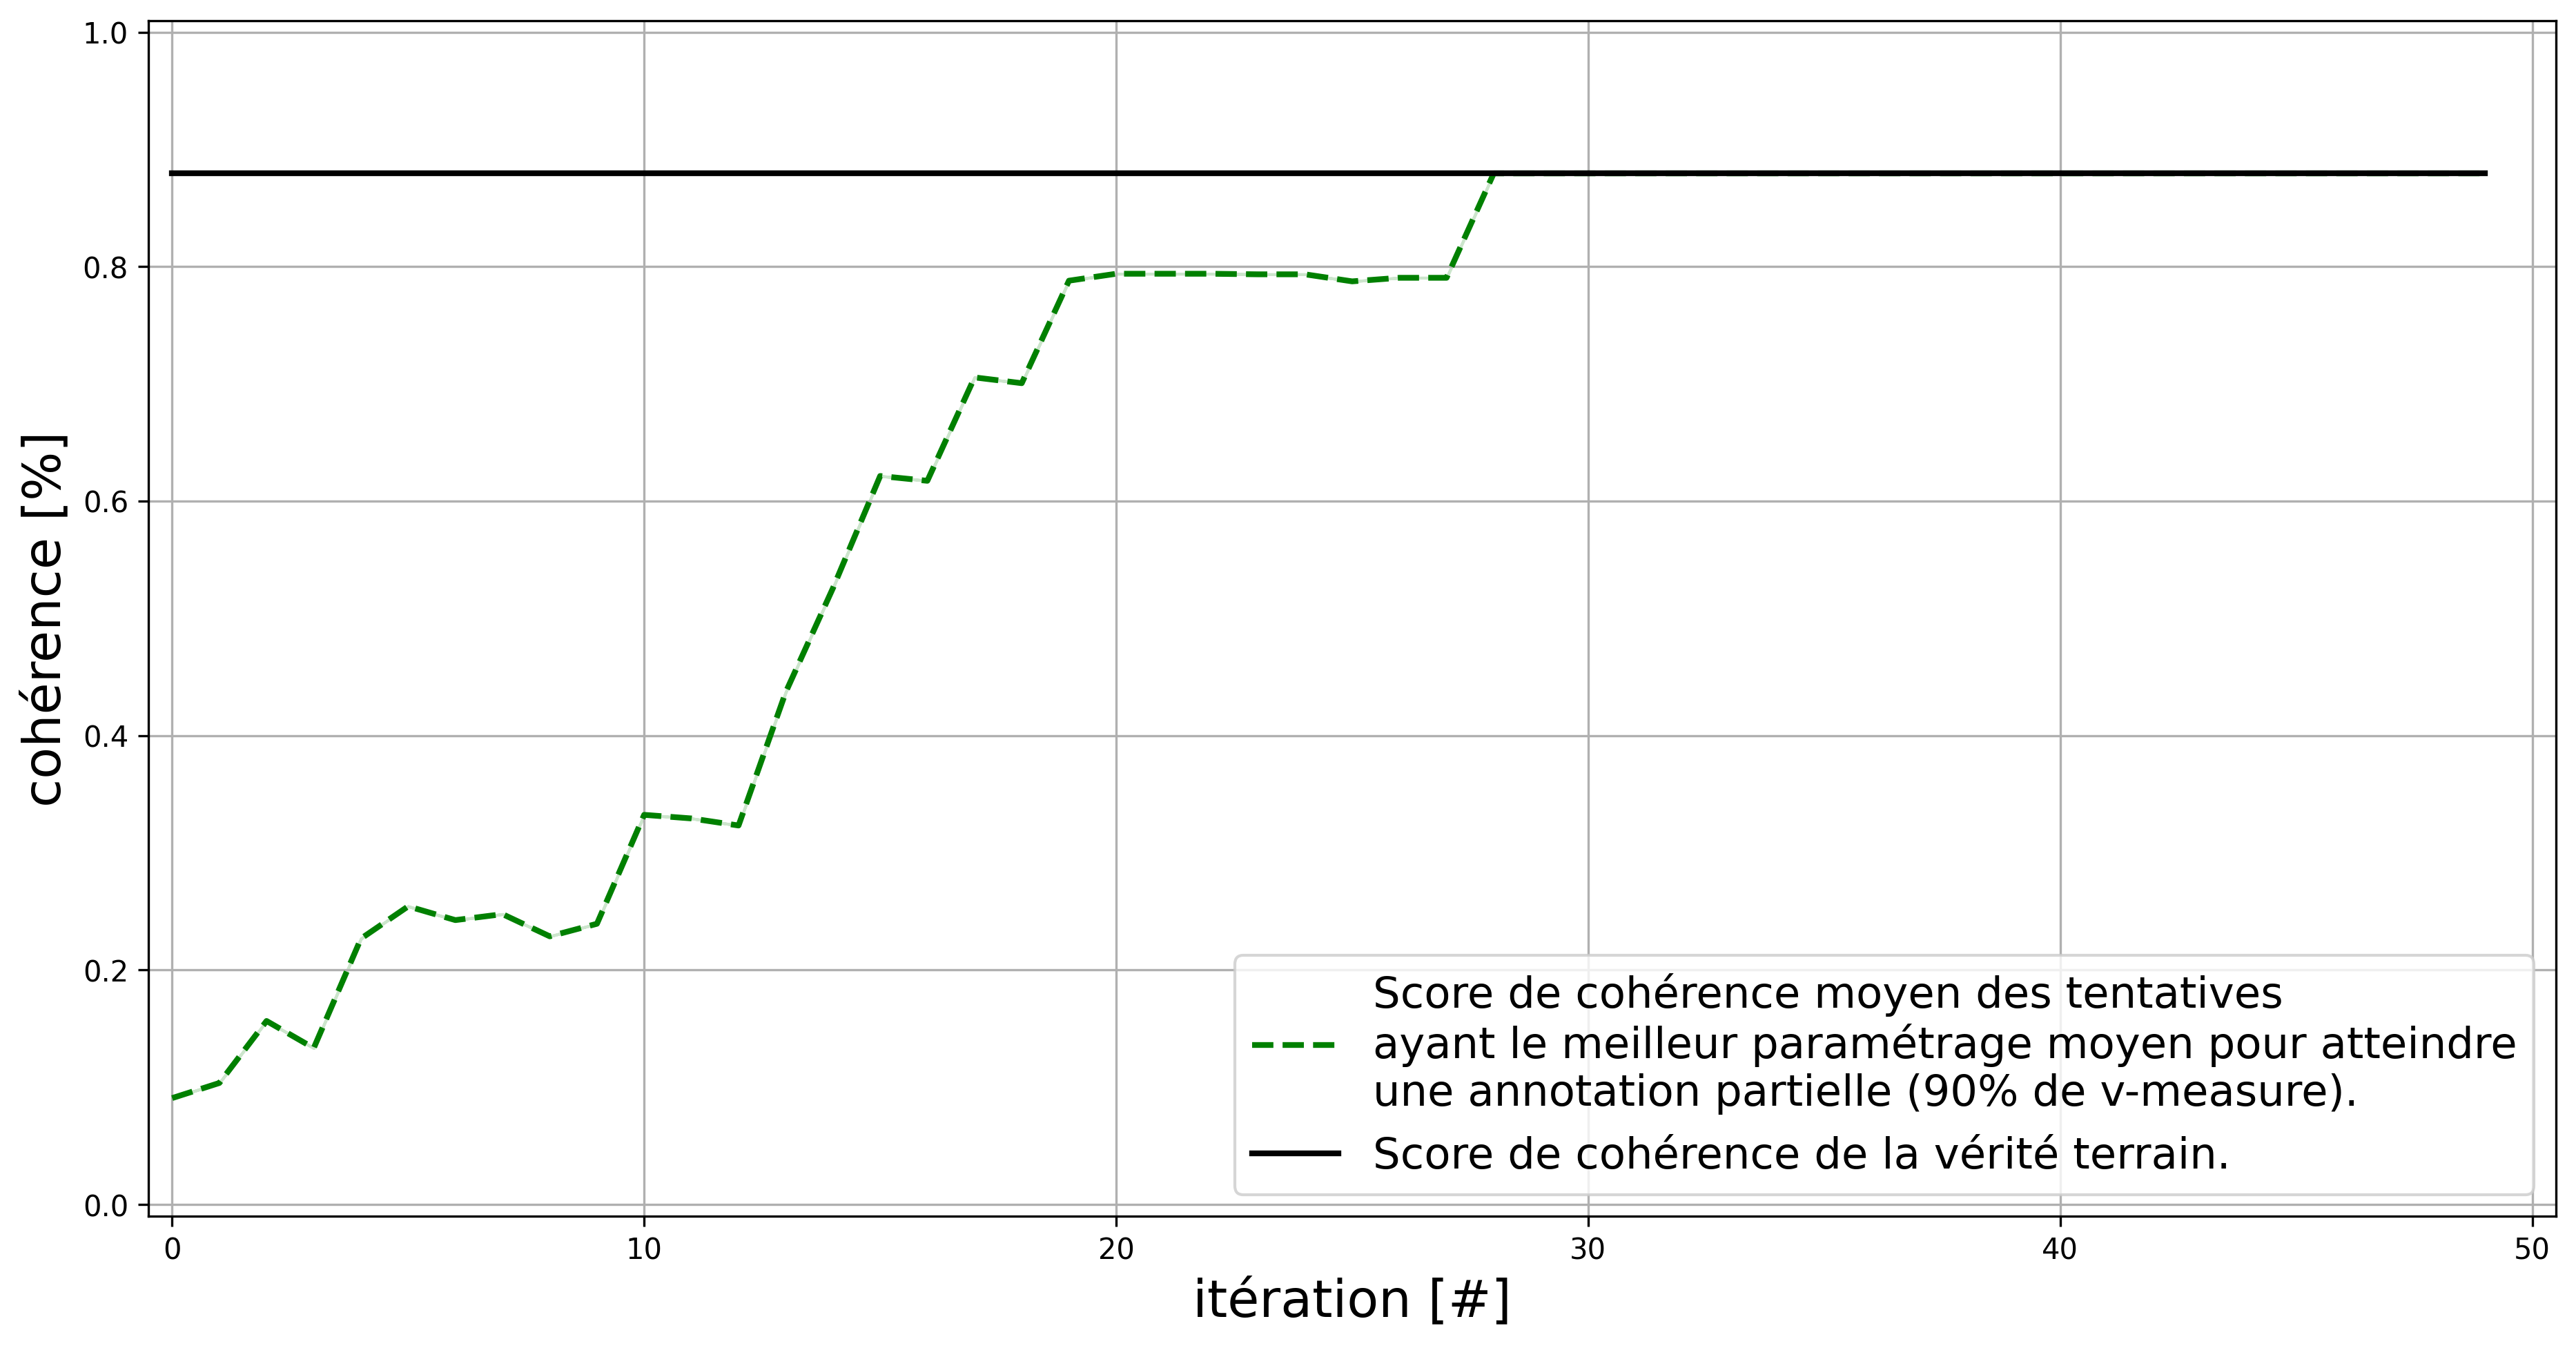 1.0
0.8
0.6
0.4
0.2
0.0
cohérence [%]
0
10
20
30
40
50
itération [#]
Score de cohérence moyen des tentatives
ayant le meilleur paramétrage moyen pour atteindre
une annotation partielle (90% de v-measure).
Score de cohérence de la vérité terrain.